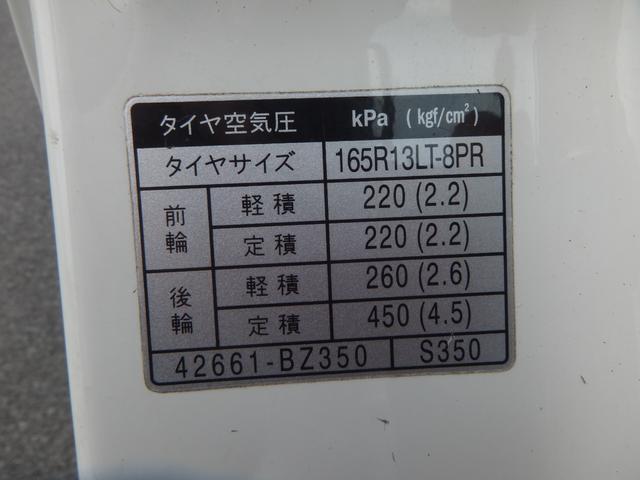 タイヤ空気圧 kPa (kgf/cm²)
タイヤサイズ 165R13LT-8PR
前輪 軽積 220 (2.2)
定積 220 (2.2)
後輪 軽積 260 (2.6)
定積 450 (4.5)
42661-BZ350 S350